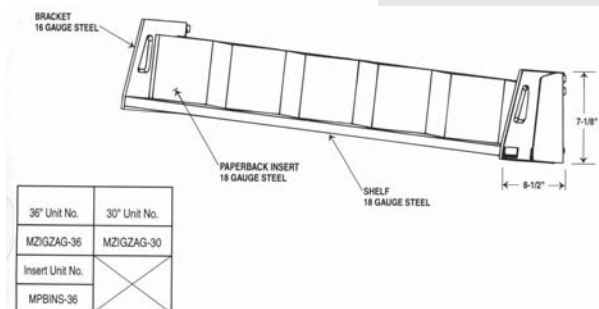 BRACKET
16 GAUGE STEEL
7-1/8"
PAPERBACK INSERT
18 GAUGE STEEL
SHELF
18 GAUGE STEEL
8-1/2"
36" Unit No. 30" Unit No.
MZIGZAG-36 MZIGZAG-30
Insert Unit No.
MPBINS-36